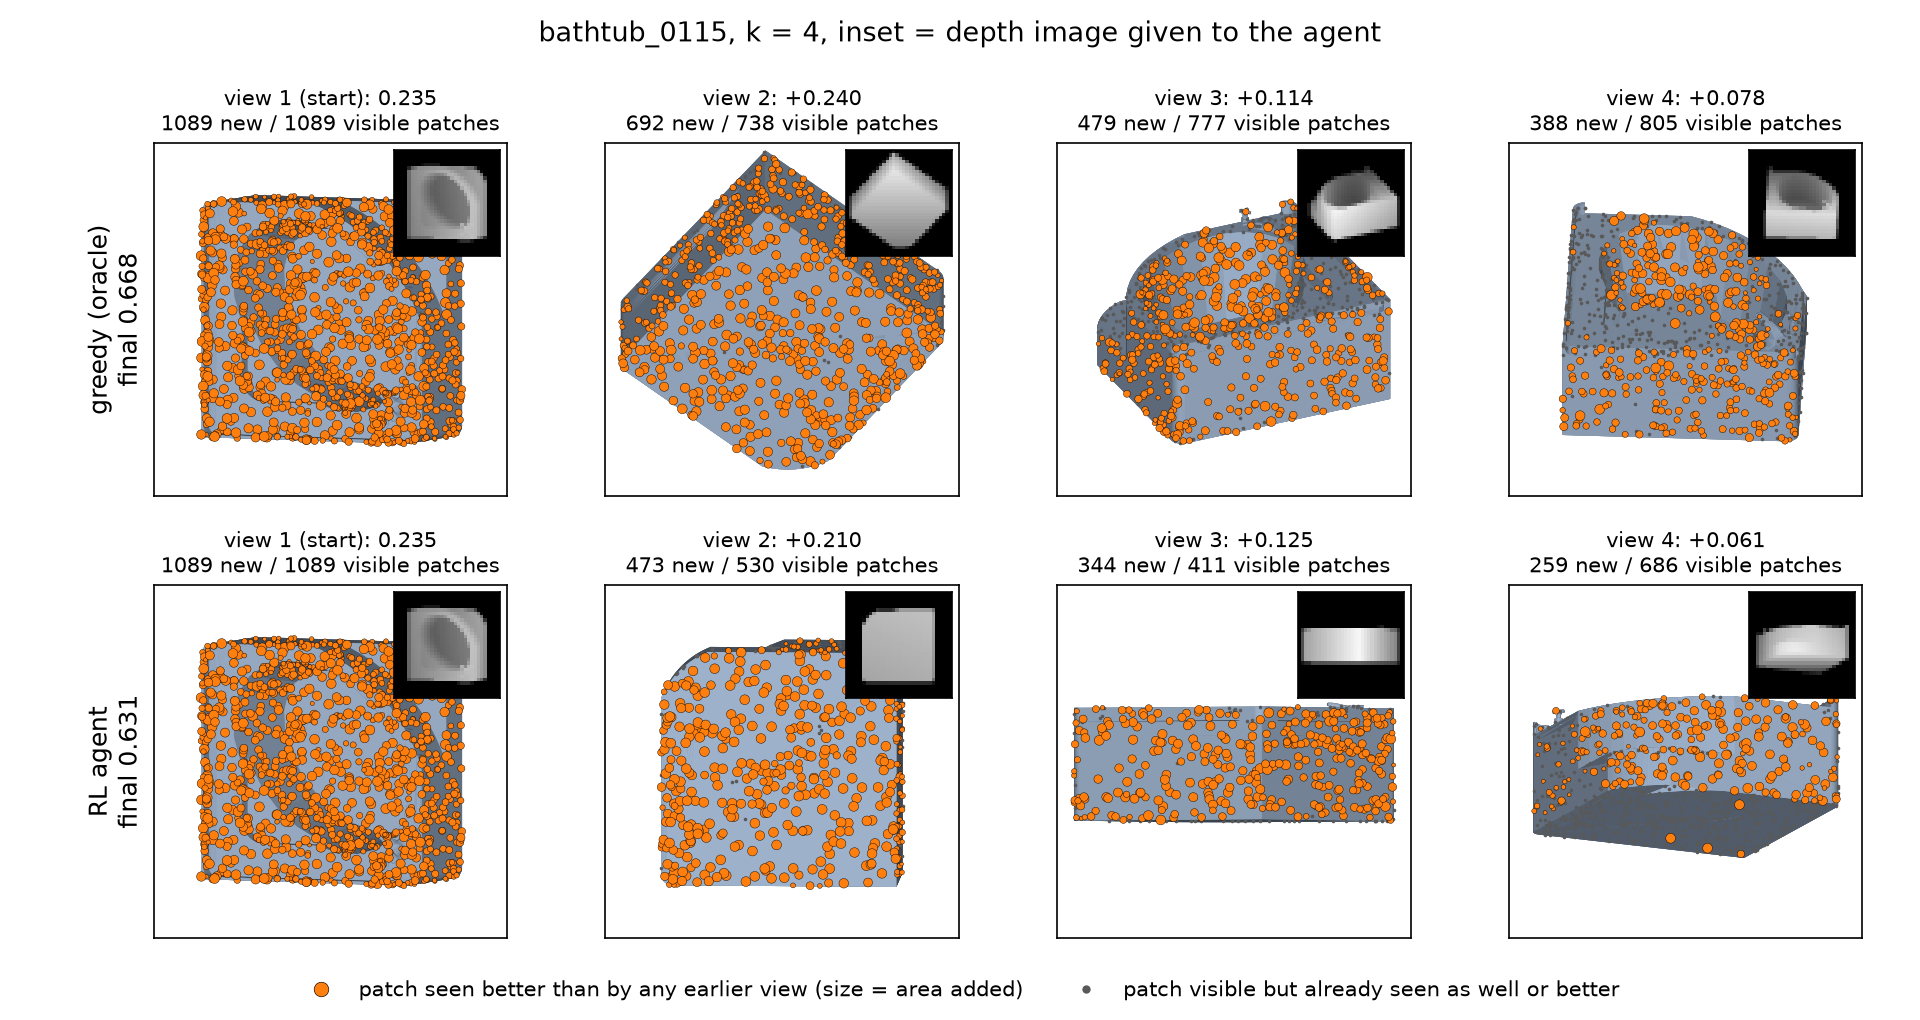 bathtub_0115, k = 4, inset = depth image given to the agent
view 1 (start): 0.235
1089 new / 1089 visible patches
view 2: +0.240
692 new / 738 visible patches
view 3: +0.114
479 new / 777 visible patches
view 4: +0.078
388 new / 805 visible patches
greedy (oracle)
final 0.668
view 1 (start): 0.235
1089 new / 1089 visible patches
view 2: +0.210
473 new / 530 visible patches
view 3: +0.125
344 new / 411 visible patches
view 4: +0.061
259 new / 686 visible patches
RL agent
final 0.631
patch seen better than by any earlier view (size = area added)
patch visible but already seen as well or better